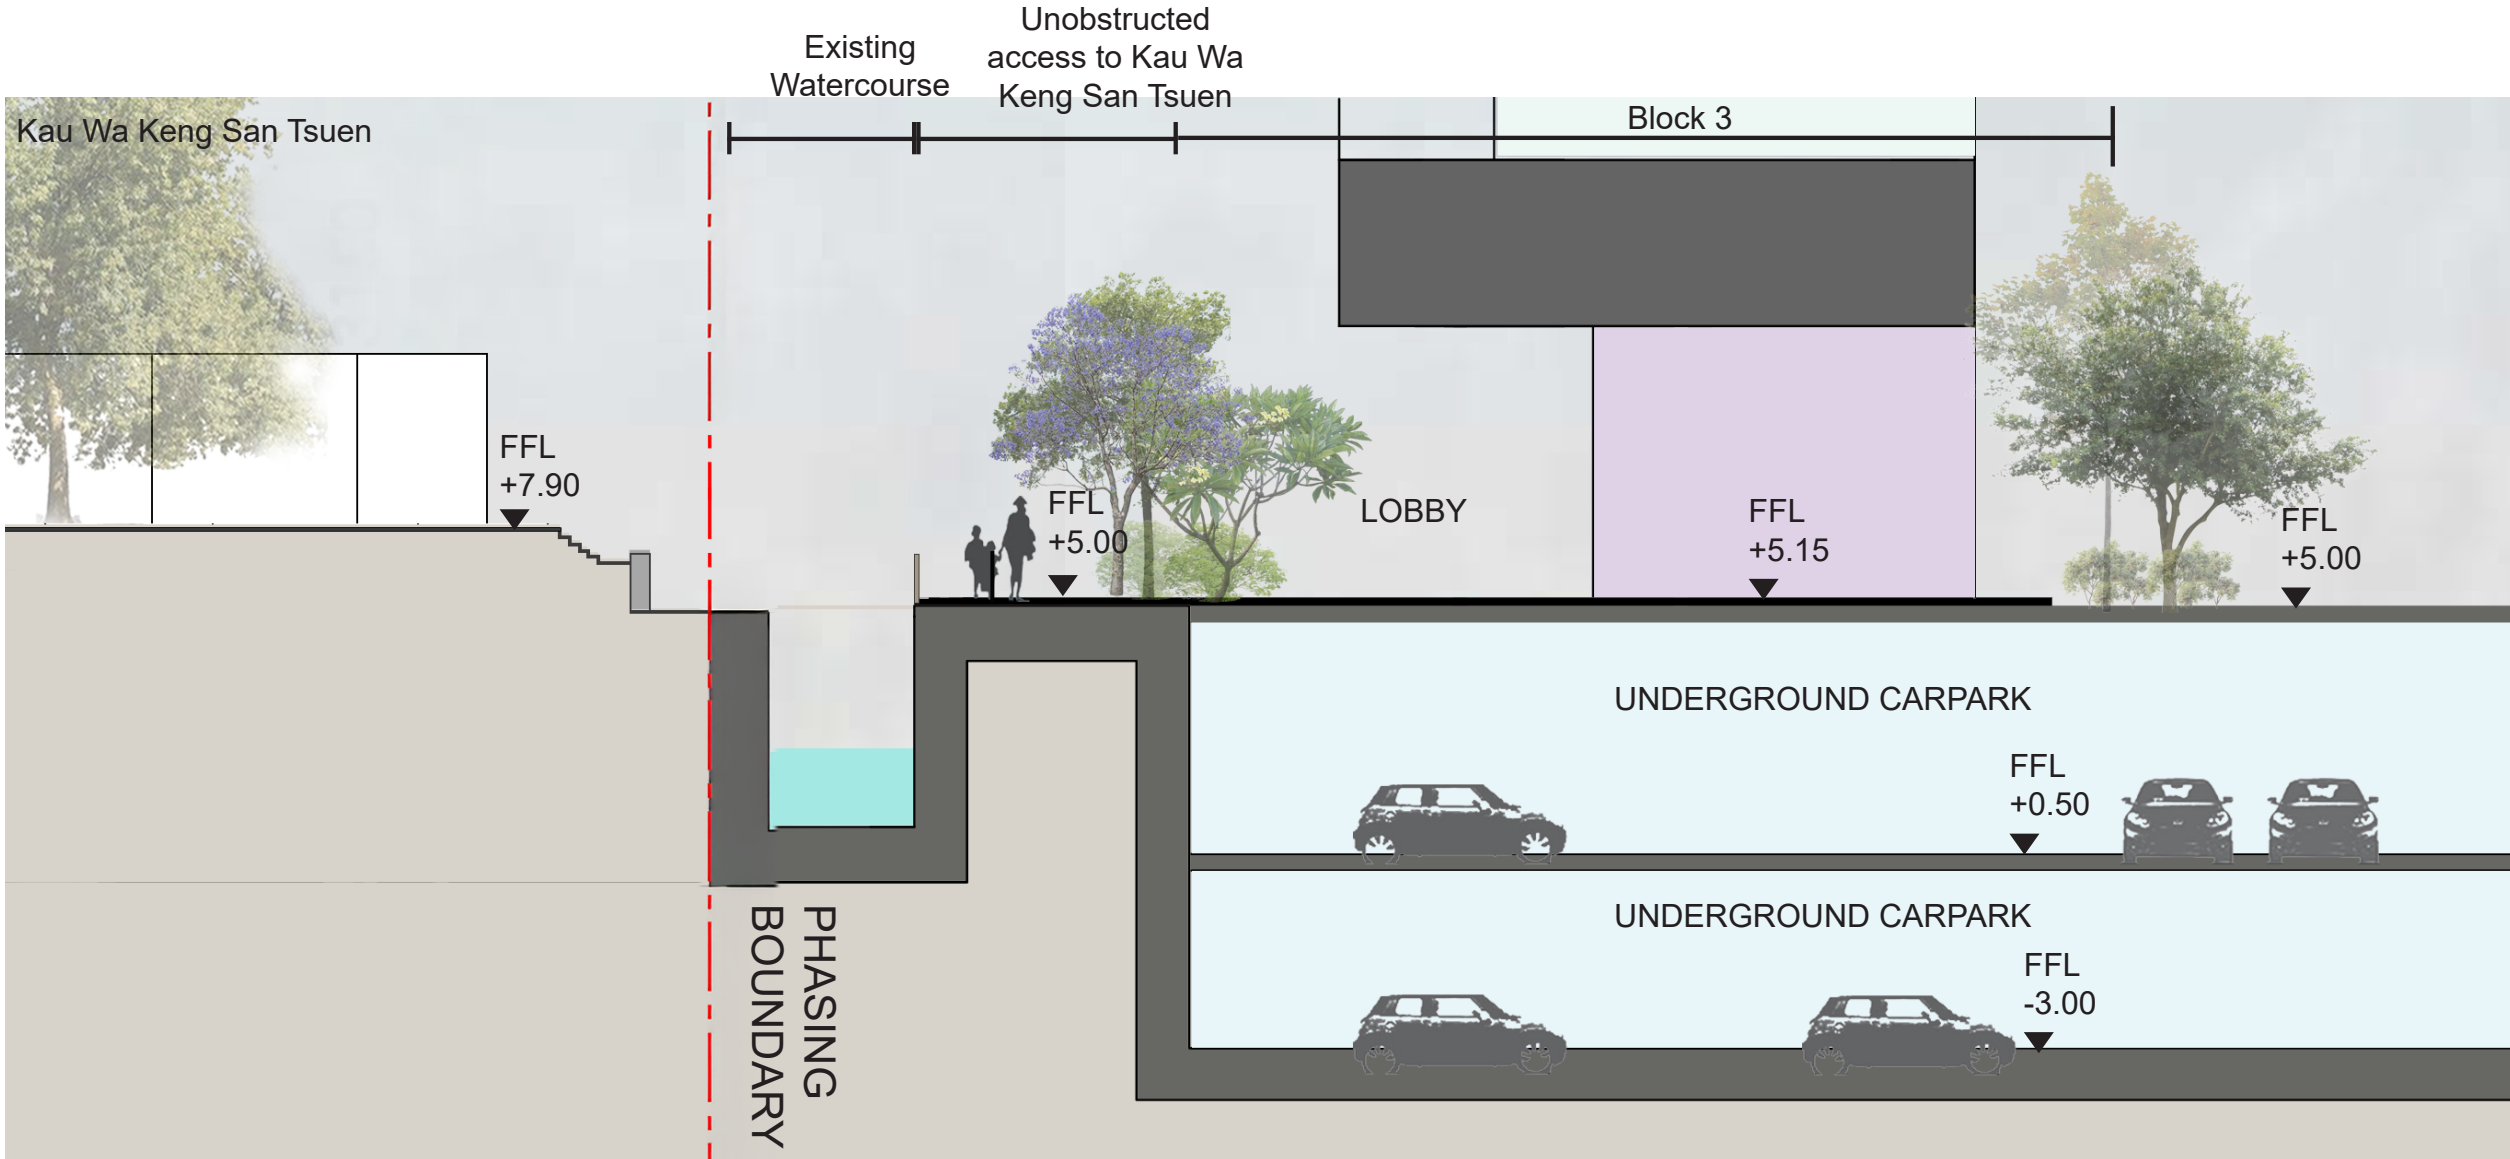 Unobstructed
access to Kau Wa
Keng San Tsuen
Existing
Watercourse
Kau Wa Keng San Tsuen
Block 3
FFL
+7.90
FFL
+5.00
LOBBY
FFL
+5.15
FFL
+5.00
UNDERGROUND CARPARK
FFL
+0.50
UNDERGROUND CARPARK
FFL
-3.00
PHASING
BOUNDARY